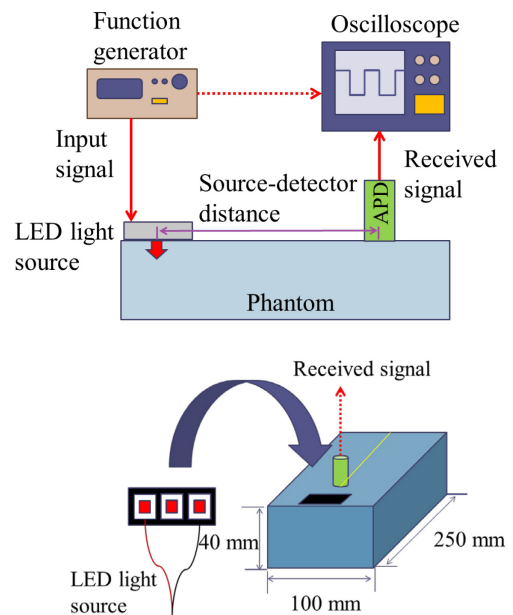 Function
generator
Oscilloscope
Input
signal
Source-detector
distance
APD
Received
signal
LED light
source
Phantom
Received signal
40 mm
250 mm
100 mm
LED light
source